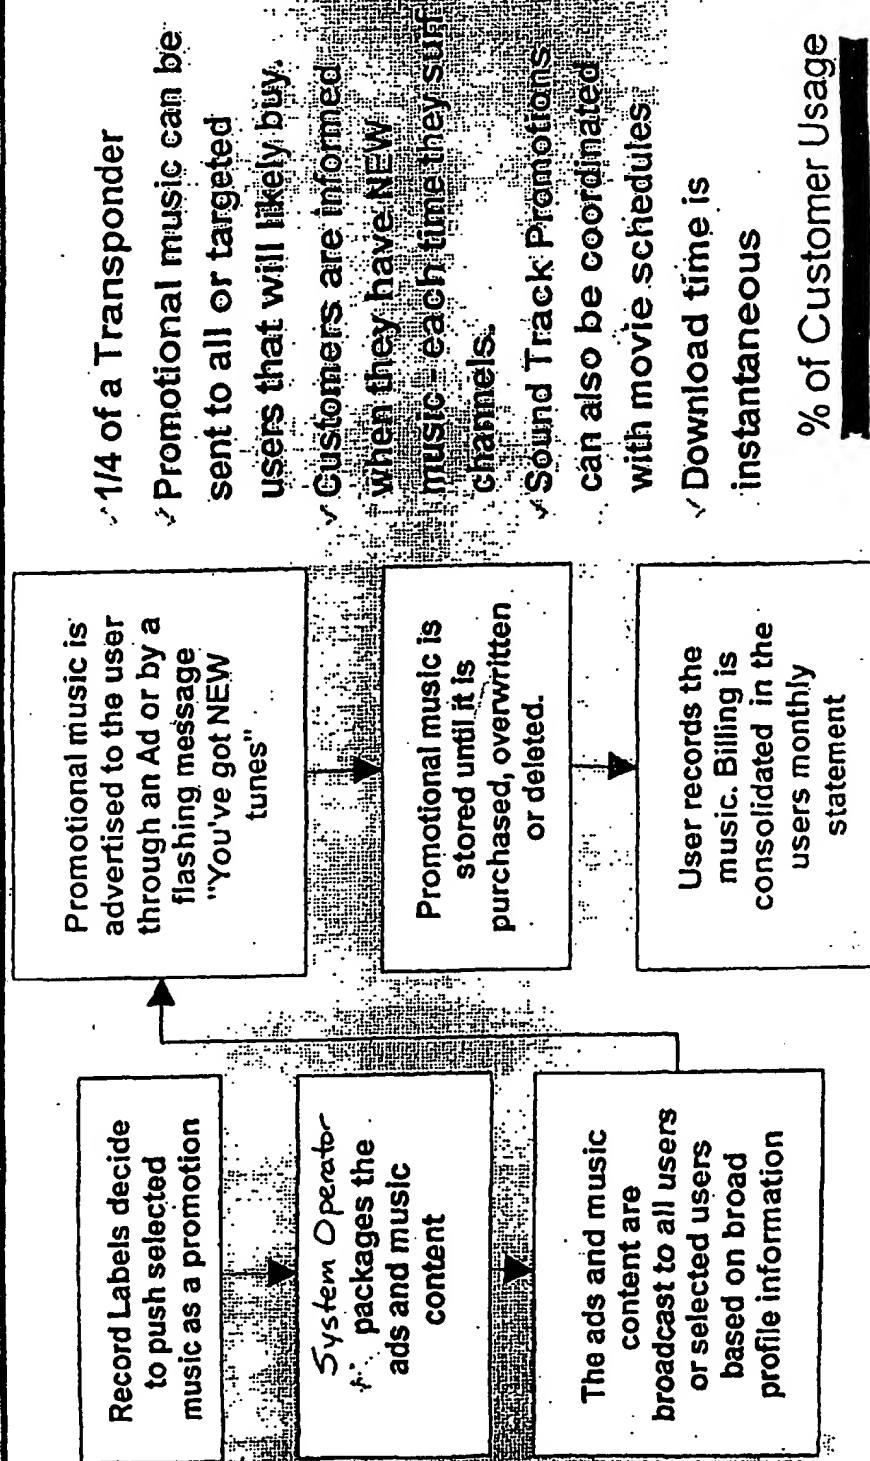 Record Labels decide
to push selected
music as a promotion
System Operator
packages the
ads and music
content
The ads and music
content are
broadcast to all users
or selected users
based on broad
profile information
Promotional music is
advertised to the user
through an Ad or by a
flashing message
"You've got NEW
tunes"
Promotional music is
stored until it is
purchased, overwritten
or deleted.
User records the
music. Billing is
consolidated in the
users monthly
statement
✓ 1/4 of a Transponder
✓ Promotional music can be
sent to all or targeted
users that will likely buy.
✓ Customers are informed
when they have NEW
music - each time they surf
channels.
✓ Sound Track Promotions
can also be coordinated
with movie schedules
✓ Download time is
instantaneous
% of Customer Usage